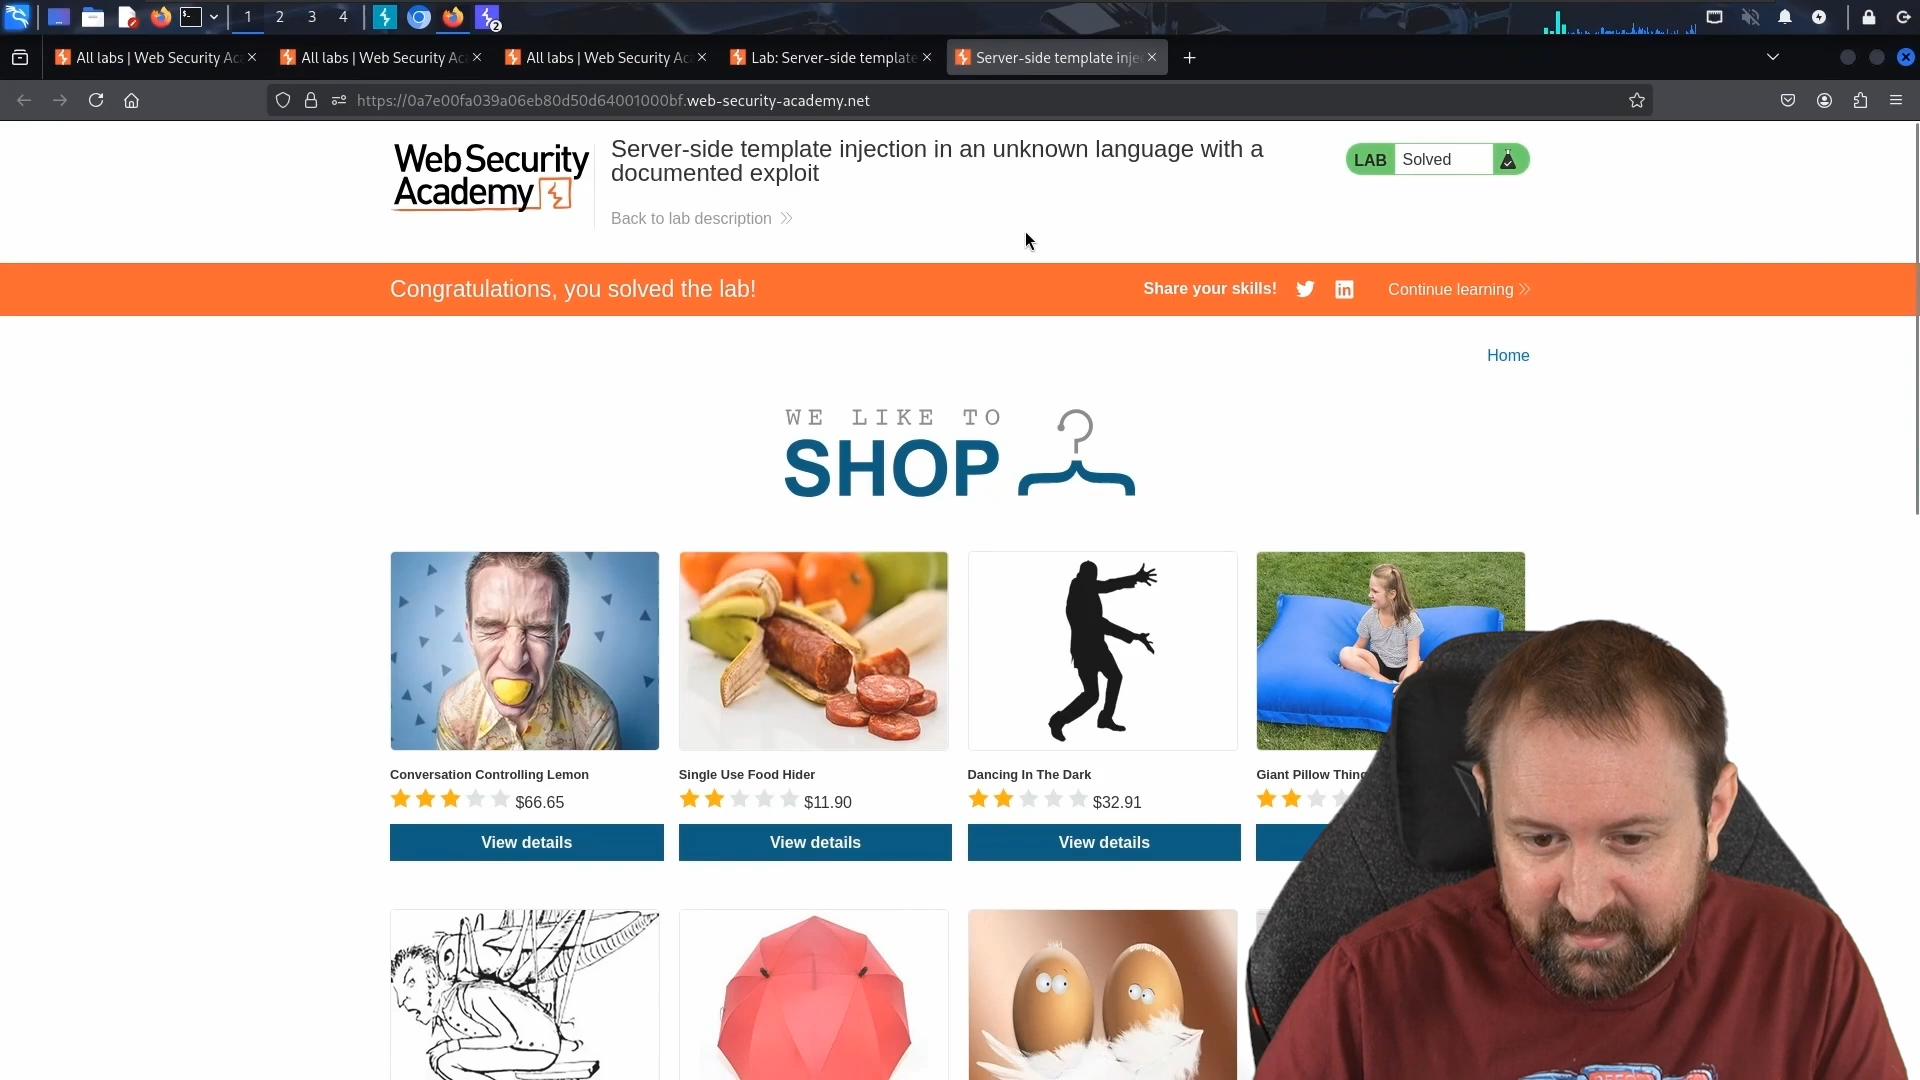 1 2 3 4
2
All labs | Web Security Ac
All labs | Web Security Ac
All labs | Web Security Ac
Lab: Server-side template
Server-side template inje
https://0a7e00fa039a06eb80d50d64001000bf.web-security-academy.net
Web Security
Academy
Server-side template injection in an unknown language with a
documented exploit
Back to lab description
LAB Solved
Congratulations, you solved the lab!
Share your skills!
Continue learning
Home
WE LIKE TO
SHOP
Conversation Controlling Lemon
$66.65
View details
Single Use Food Hider
$11.90
View details
Dancing In The Dark
$32.91
View details
Giant Pillow Thing